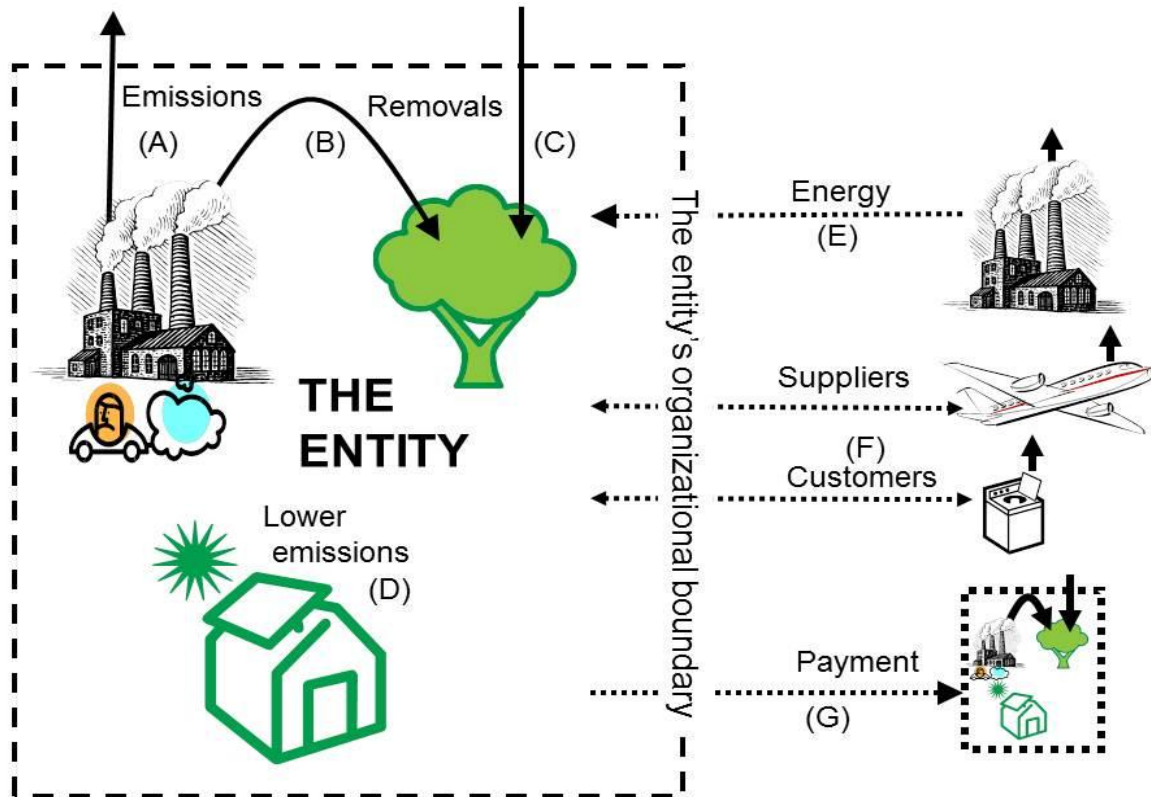 Emissions
(A)
(B)
Removals
(C)
THE
ENTITY
Lower
emissions
(D)
The entity's organizational boundary
Energy
(E)
Suppliers
(F)
Customers
Payment
(G)